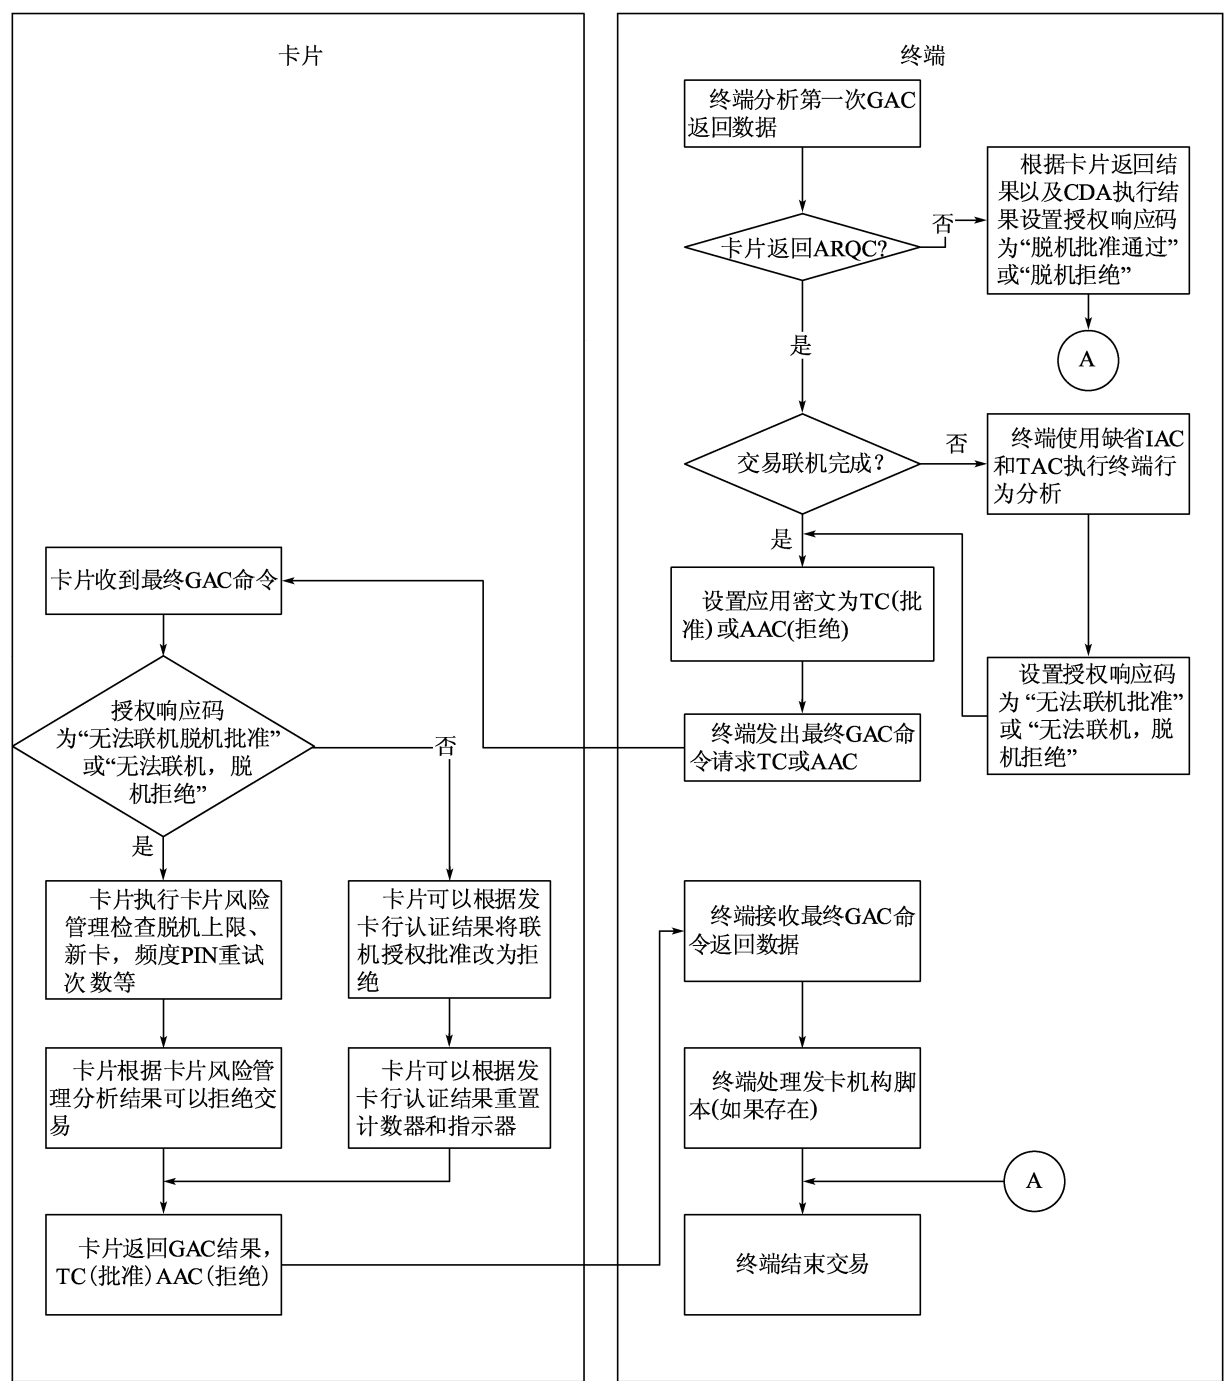 卡片
卡片收到最终GAC命令
授权响应码
为“无法联机脱机批准”
或“无法联机，脱
机拒绝”
否
是
卡片执行卡片风险
管理检查脱机上限、
新卡，频度PIN重试
次数等
卡片可以根据发
卡行认证结果将联
机授权批准改为拒
绝
卡片根据卡片风险管
理分析结果可以拒绝交
易
卡片可以根据发
卡行认证结果重置
计数器和指示器
卡片返回GAC结果，
TC(批准)AAC(拒绝)
终端
终端分析第一次GAC
返回数据
卡片返回ARQC?
否
根据卡片返回结
果以及CDA执行结
果设置授权响应码
为“脱机批准通过”
或“脱机拒绝”
A
是
交易联机完成？
否
终端使用缺省IAC
和TAC执行终端行
为分析
是
设置应用密文为TC(批
准)或AAC(拒绝)
设置授权响应码
为 “无法联机批准”
或 “无法联机，脱
机拒绝”
终端发出最终GAC命
令请求TC或AAC
终端接收最终GAC命
令返回数据
终端处理发卡机构脚
本(如果存在)
A
终端结束交易